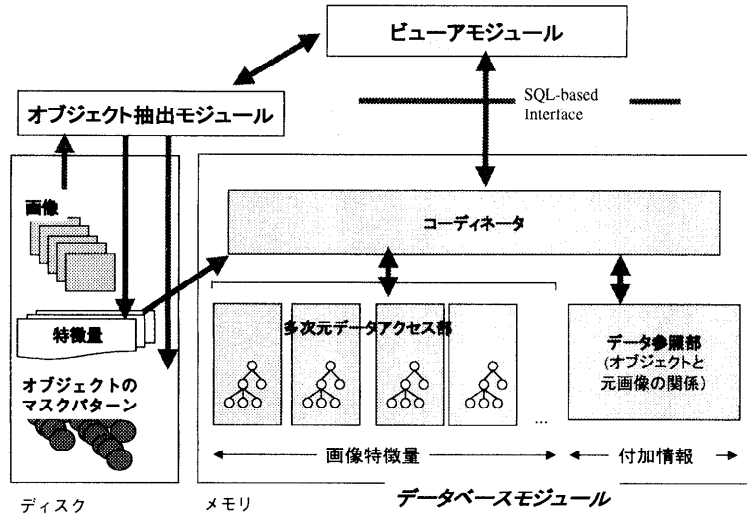 ビューアモジュール
オブジェクト抽出モジュール
SQL-based
Interface
画像
コーディネータ
特徴量
多次元データアクセス部
データ参照部
(オブジェクトと
元画像の関係)
オブジェクトの
マスクパターン
...
画像特徴量
付加情報
ディスク
メモリ
データベースモジュール